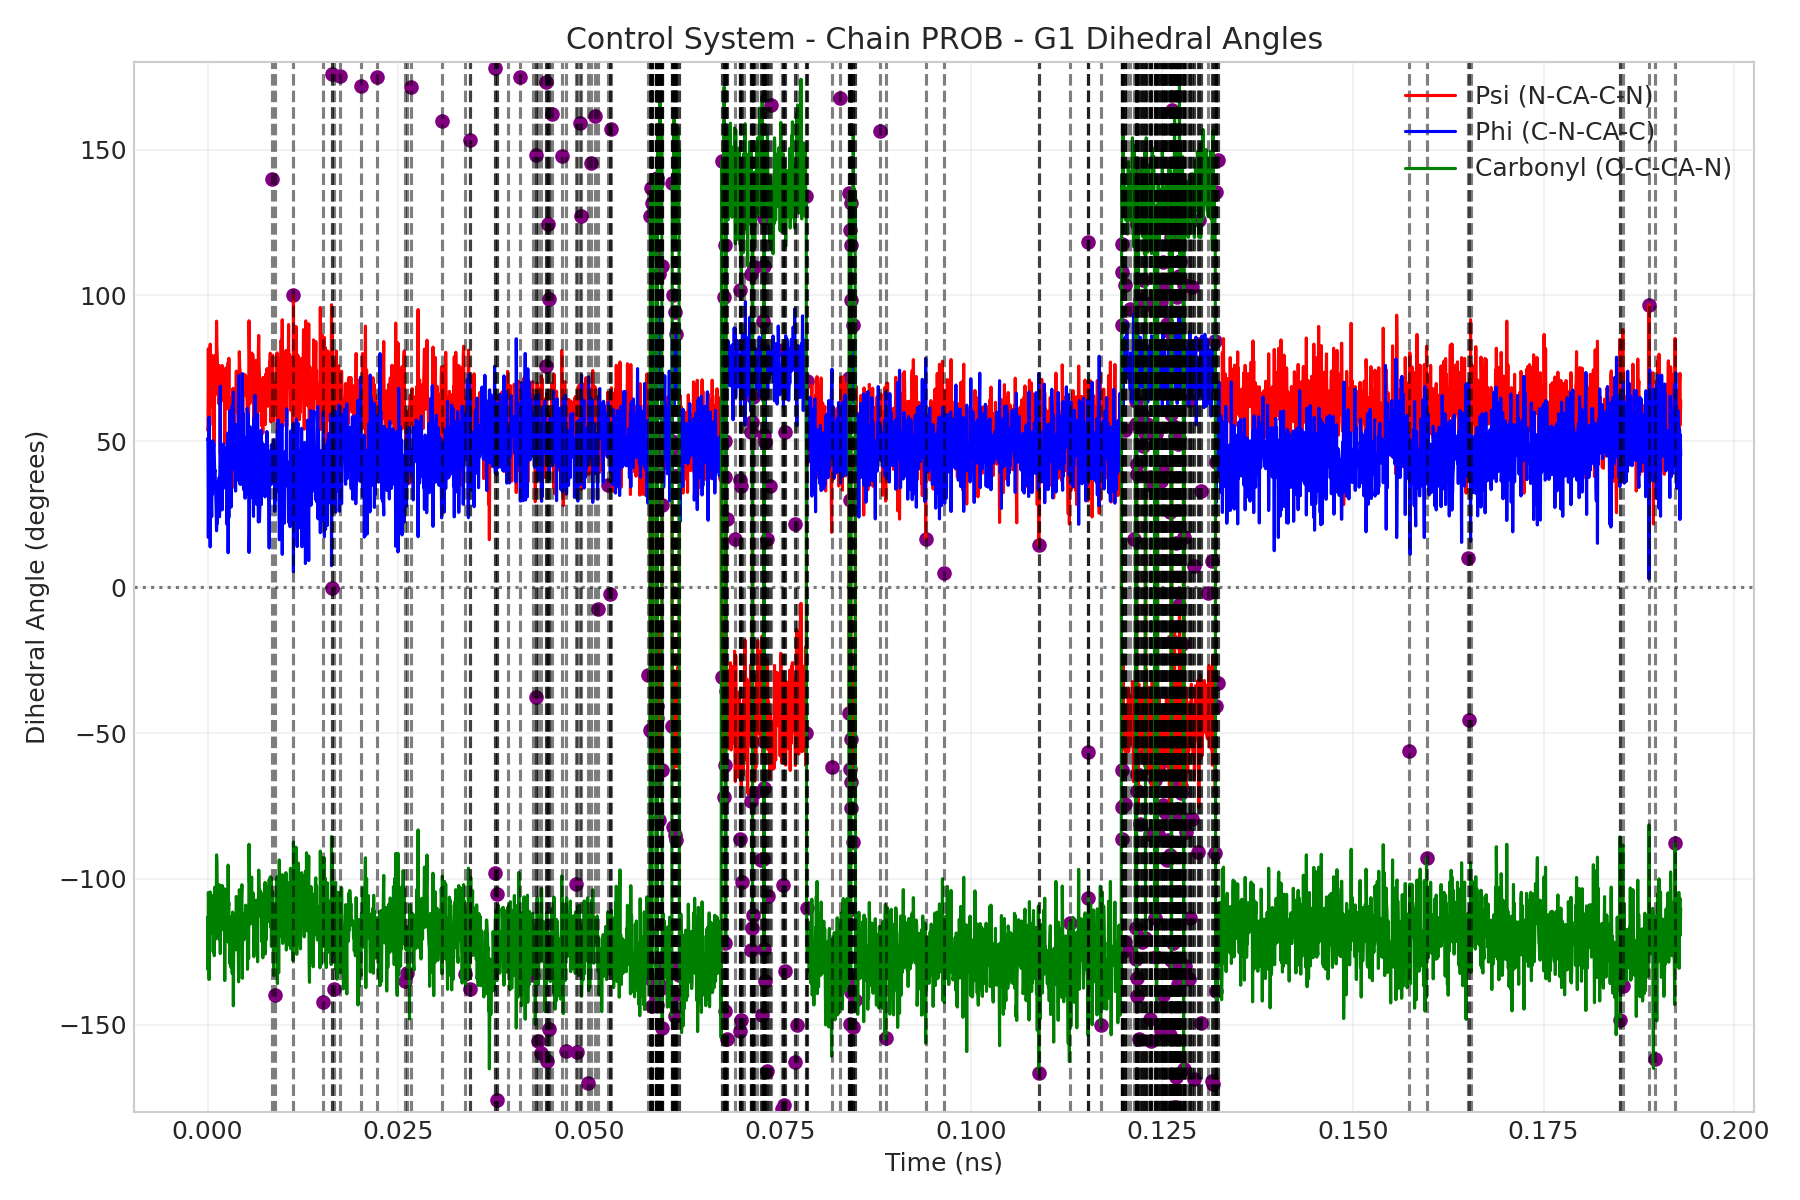 Control System - Chain PROB - G1 Dihedral Angles
Psi (N-CA-C-N)
Phi (C-N-CA-C)
Carbonyl (O-C-CA-N)
Dihedral Angle (degrees)
150
100
50
0
−50
−100
−150
0.000
0.025
0.050
0.075
0.100
0.125
0.150
0.175
0.200
Time (ns)